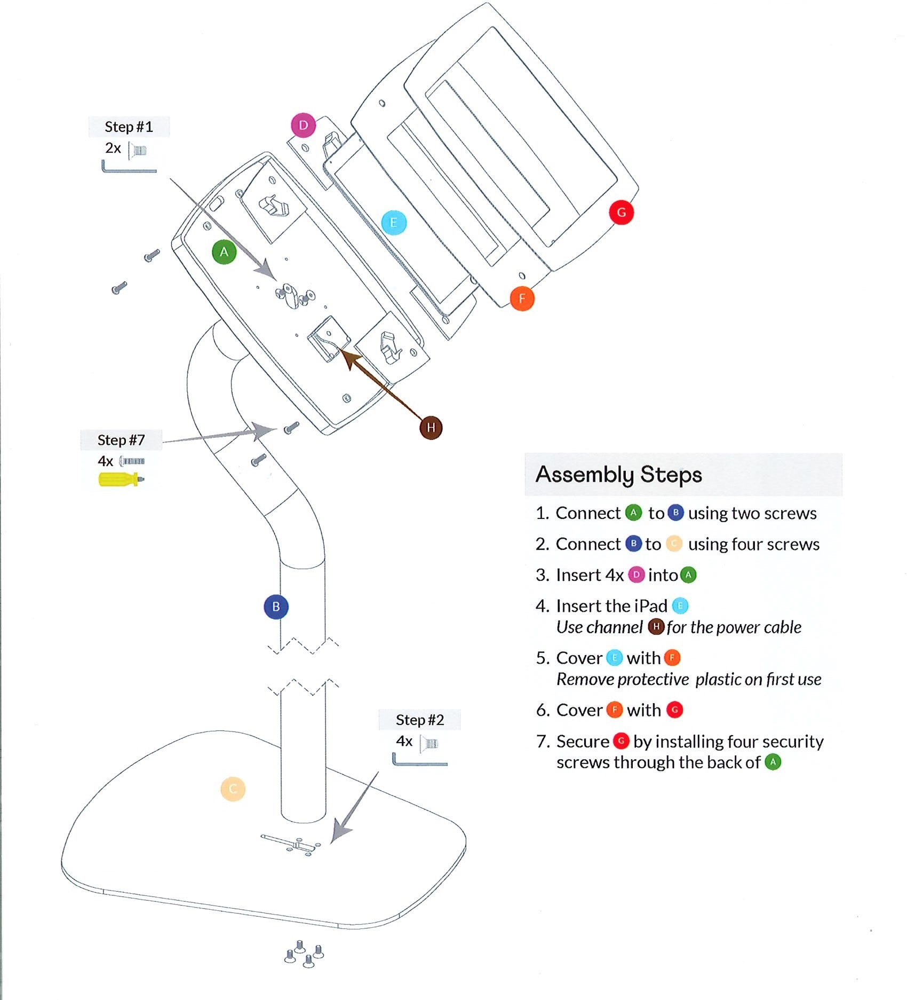 Step #1
2x
D
G
E
A
F
H
Step #7
4x
Assembly Steps
1. Connect A to B using two screws
2. Connect B to C using four screws
3. Insert 4x D into A
4. Insert the iPad E
Use channel H for the power cable
5. Cover E with F
Remove protective plastic on first use
6. Cover F with G
7. Secure G by installing four security
screws through the back of A
B
Step #2
4x
C